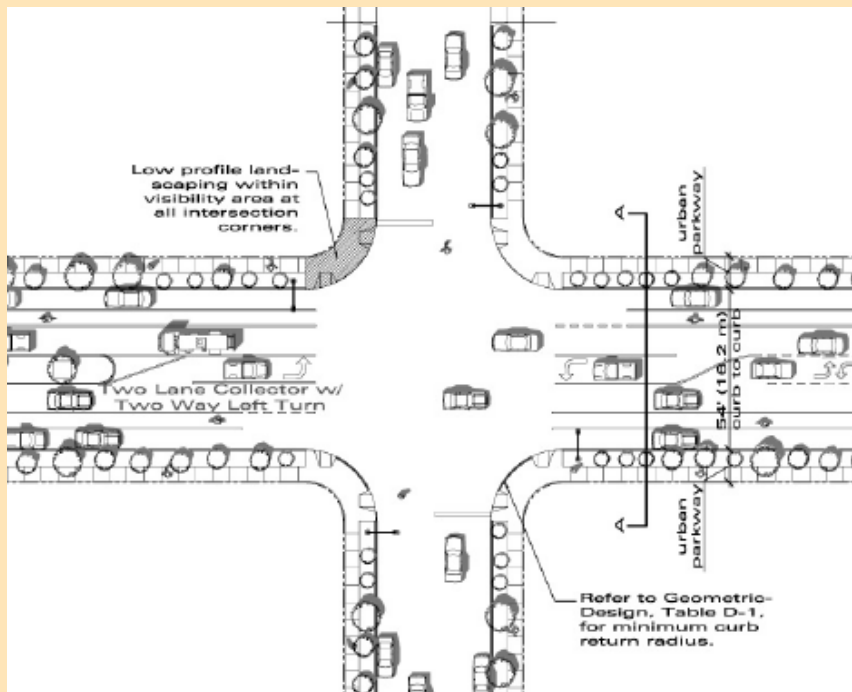 Low profile land-
scaping within
visibility area at
all intersection
corners.
A
urban
parkway
Two Lane Collector w/
Two Way Left Turn
54' (16.2 m)
curb to curb
A
urban
parkway
Refer to Geometric-
Design, Table D-1,
for minimum curb
return radius.